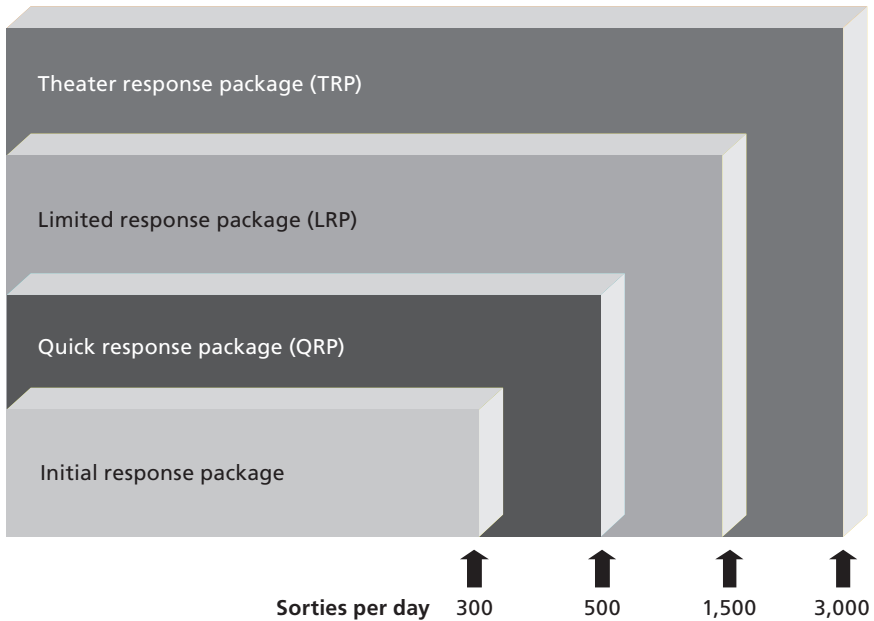 Theater response package (TRP)
Limited response package (LRP)
Quick response package (QRP)
Initial response package
Sorties per day 300 500 1,500 3,000